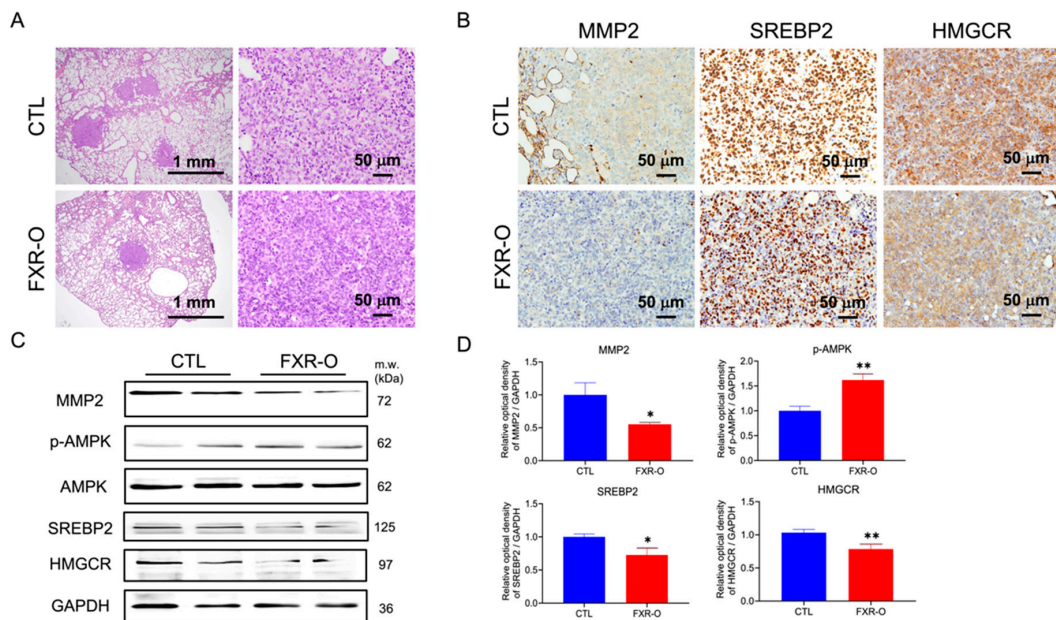 A
CTL
1 mm
50 μm
FXR-O
1 mm
50 μm
B
MMP2 SREBP2 HMGCR
CTL
50 μm
50 μm
50 μm
FXR-O
50 μm
50 μm
50 μm
C
CTL FXR-O m.w.
(kDa)
MMP2 72
p-AMPK 62
AMPK 62
SREBP2 125
HMGCR 97
GAPDH 36
D
MMP2
Relative optical density
of MMP2 / GAPDH
1.5
1.0
0.5
0.0
*
CTL FXR-O
p-AMPK
Relative optical density
of p-AMPK / GAPDH
2.0
1.5
1.0
0.5
0.0
**
CTL FXR-O
SREBP2
Relative optical density
of SREBP2 / GAPDH
1.5
1.0
0.5
0.0
*
CTL FXR-O
HMGCR
Relative optical density
of HMGCR / GAPDH
1.5
1.0
0.5
0.0
**
CTL FXR-O